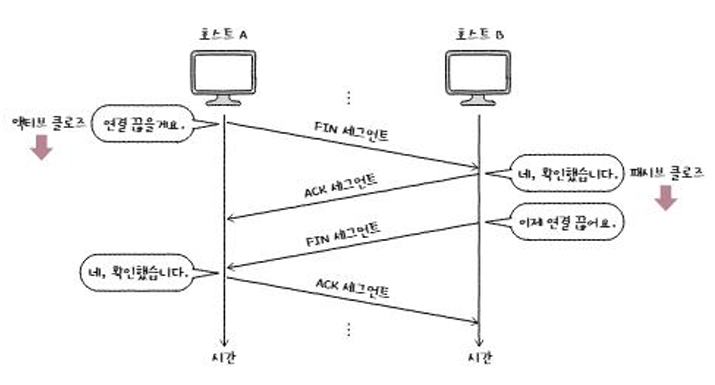 호스트 A
호스트 B
액티브 클로즈
연결 끊을게요.
FIN 세그먼트
네, 확인했습니다.
패시브 클로즈
ACK 세그먼트
이제 연결 끊어요.
FIN 세그먼트
네, 확인했습니다.
ACK 세그먼트
시간
시간